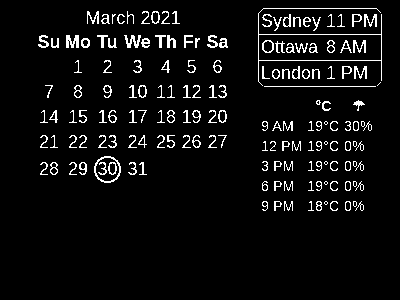 March 2021
Su Mo Tu We Th Fr Sa
1 2 3 4 5 6
7 8 9 10 11 12 13
14 15 16 17 18 19 20
21 22 23 24 25 26 27
28 29 30 31
Sydney 11 PM
Ottawa 8 AM
London 1 PM
°C ☂
9 AM 19°C 30%
12 PM 19°C 0%
3 PM 19°C 0%
6 PM 19°C 0%
9 PM 18°C 0%